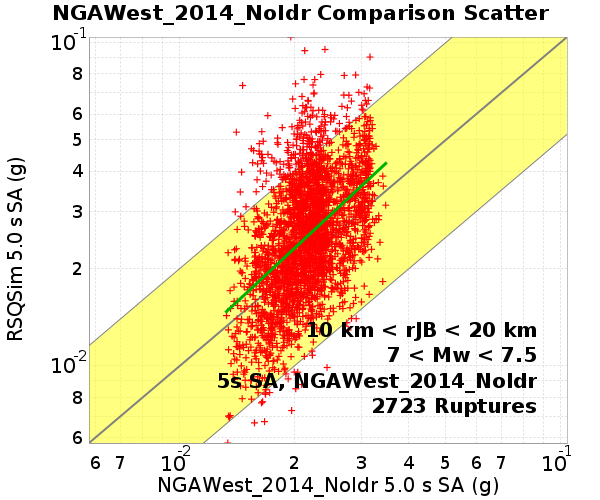 NGAWest_2014_NoIdr Comparison Scatter
RSQSim 5.0 s SA (g)
10-1
8
6
5
4
3
2
10-2
8
6
10 km < rJB < 20 km
7 < Mw < 7.5
5s SA, NGAWest_2014_NoIdr
2723 Ruptures
6 7 10-2 2 3 4 5 6 7 8 10-1
NGAWest_2014_NoIdr 5.0 s SA (g)